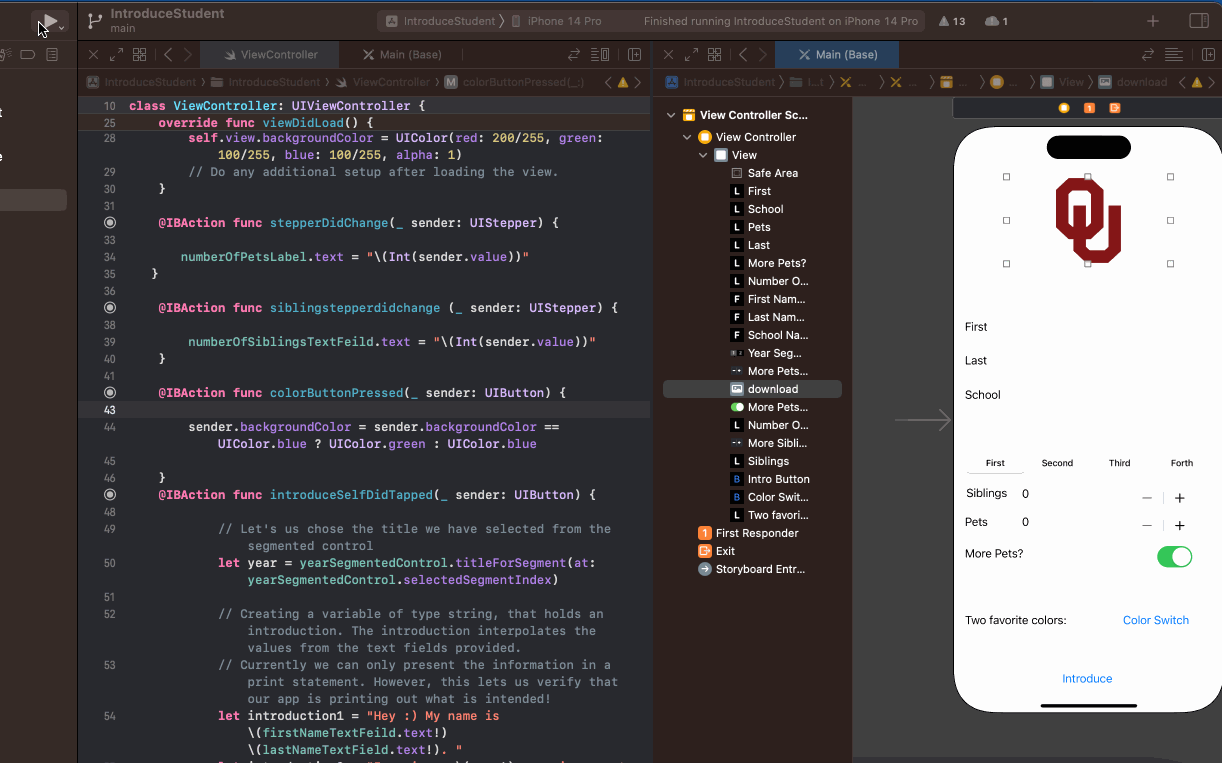 IntroduceStudent
main
IntroduceStudent
iPhone 14 Pro
Finished running IntroduceStudent on iPhone 14 Pro
13
1
ViewController
Main (Base)
Main (Base)
IntroduceStudent
IntroduceStudent
ViewController
M colorButtonPressed(_:)
IntroduceStudent
I...t
View
download
10 class ViewController: UIViewController {
25 override func viewDidLoad() {
28 self.view.backgroundColor = UIColor(red: 200/255, green:
100/255, blue: 100/255, alpha: 1)
29 // Do any additional setup after loading the view.
30 }
31
@IBAction func stepperDidChange(_ sender: UIStepper) {
33
34 numberOfPetsLabel.text = "\(Int(sender.value))"
35 }
36
@IBAction func siblingstepperdidchange (_ sender: UIStepper) {
38
39 numberOfSiblingsTextFeild.text = "\(Int(sender.value))"
40 }
41
@IBAction func colorButtonPressed(_ sender: UIButton) {
43
44 sender.backgroundColor = sender.backgroundColor ==
UIColor.blue ? UIColor.green : UIColor.blue
45
46 }
@IBAction func introduceSelfDidTapped(_ sender: UIButton) {
48
49 // Let's us chose the title we have selected from the
segmented control
50 let year = yearSegmentedControl.titleForSegment(at:
yearSegmentedControl.selectedSegmentIndex)
51
52 // Creating a variable of type string, that holds an
introduction. The introduction interpolates the
values from the text fields provided.
53 // Currently we can only present the information in a
print statement. However, this lets us verify that
our app is printing out what is intended!
54 let introduction1 = "Hey :) My name is
\(firstNameTextFeild.text!)
\(lastNameTextField.text!). "
View Controller Sc...
View Controller
View
Safe Area
L First
L School
L Pets
L Last
L More Pets?
L Number O...
F First Nam...
F Last Nam...
F School Na...
Year Seg...
More Pets...
download
More Pets...
L Number O...
More Sibli...
L Siblings
B Intro Button
B Color Swit...
L Two favori...
1 First Responder
Exit
Storyboard Entr...
1
OU
First
Last
School
First Second Third Forth
Siblings 0 − +
Pets 0 − +
More Pets?
Two favorite colors: Color Switch
Introduce